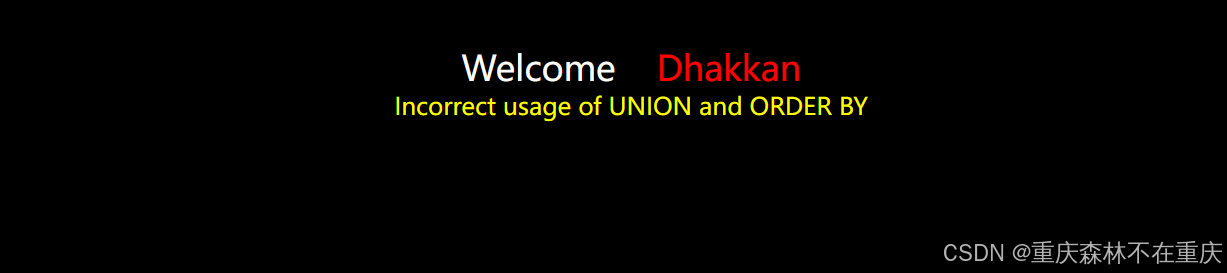 Welcome Dhakkan
Incorrect usage of UNION and ORDER BY
CSDN @重庆森林不在重庆